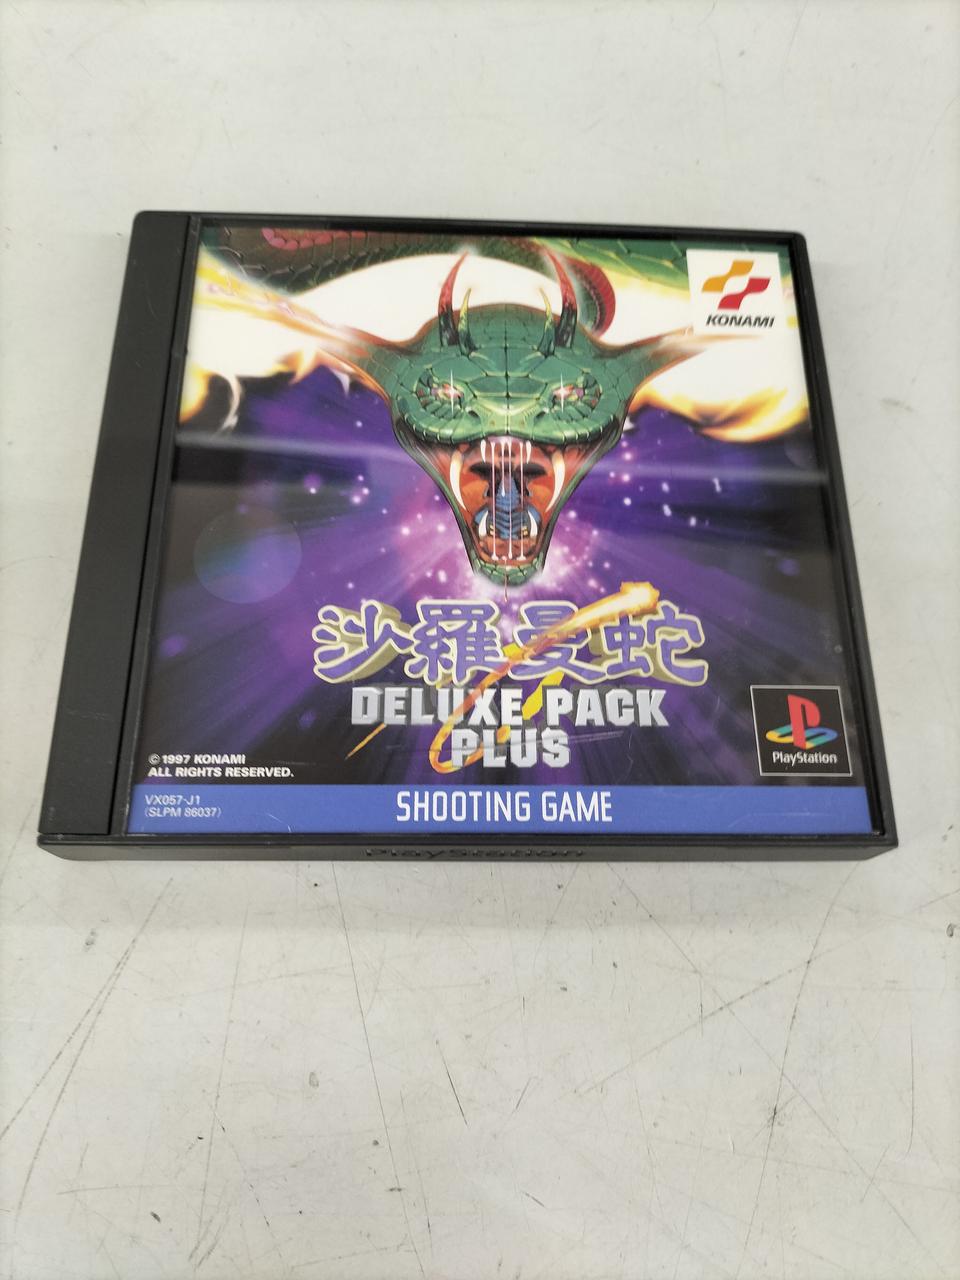 KONAMI
沙羅曼蛇
DELUXE PACK
PLUS
PlayStation
©1997 KONAMI
ALL RIGHTS RESERVED.
VX057-J1
(SLPM 86037)
SHOOTING GAME
PlayStation